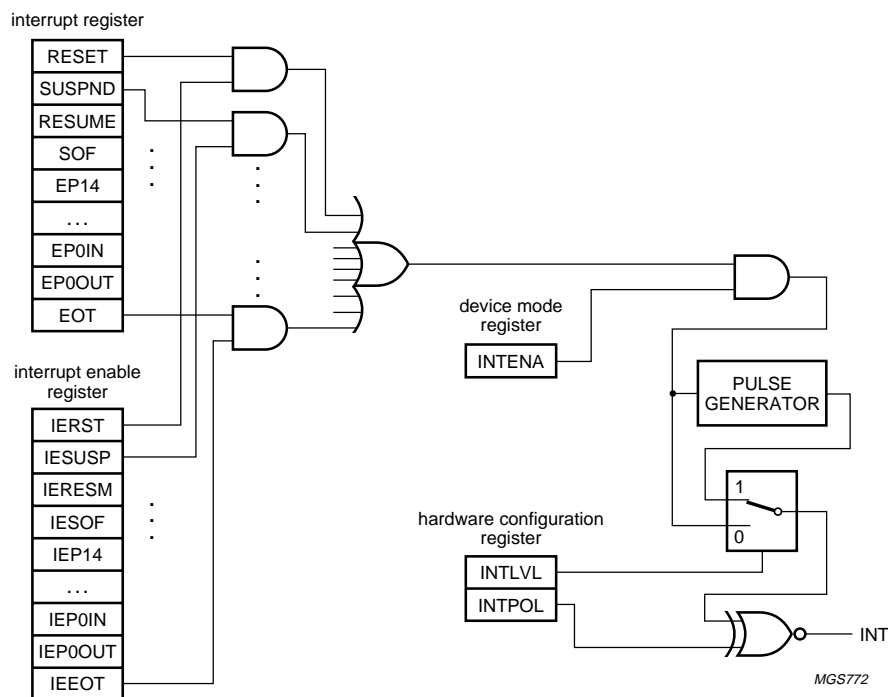 interrupt register
RESET
SUSPND
RESUME
SOF
EP14
...
EP0IN
EP0OUT
EOT
interrupt enable
register
IERST
IESUSP
IERESM
IESOF
IEP14
...
IEP0IN
IEP0OUT
IEEOT
device mode
register
INTENA
PULSE
GENERATOR
1
0
hardware configuration
register
INTLVL
INTPOL
INT
MGS772